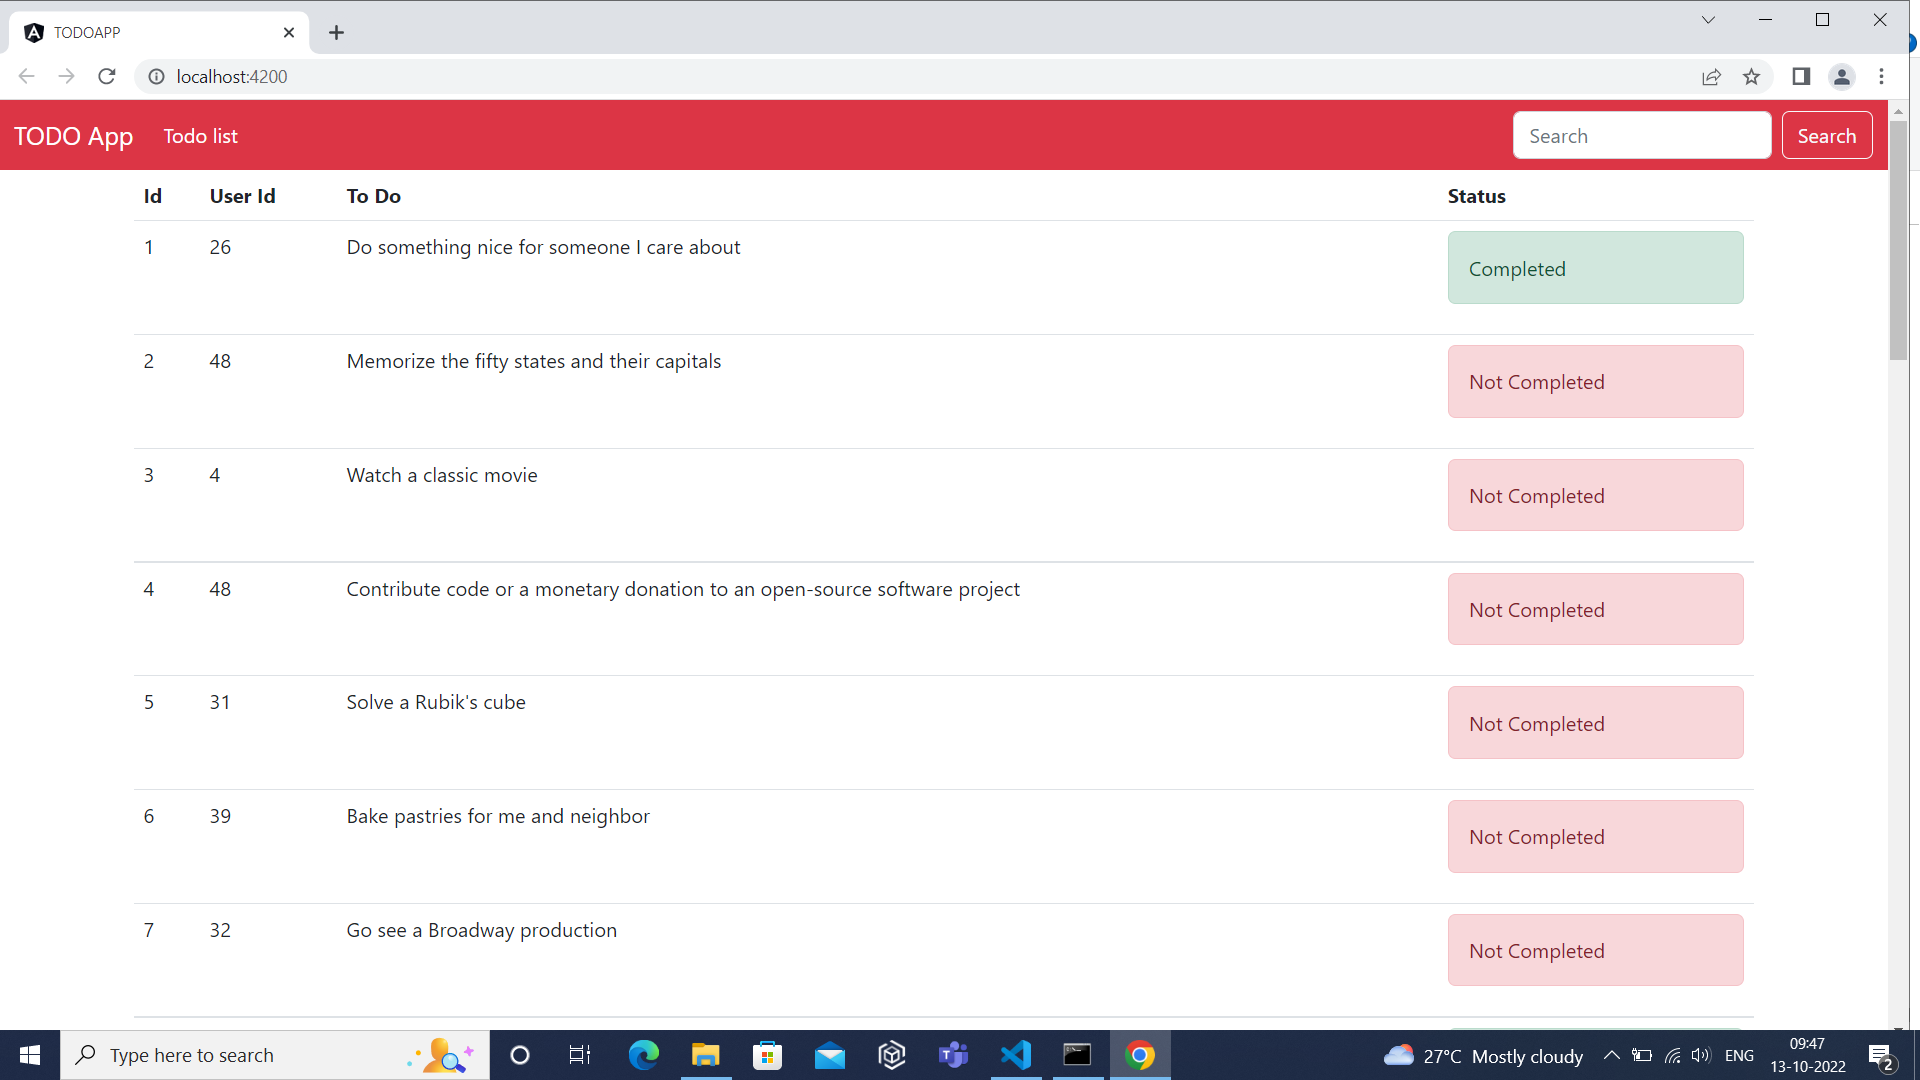 TODOAPP
localhost:4200
TODO App Todo list Search Search
Id User Id To Do Status
1 26 Do something nice for someone I care about Completed
2 48 Memorize the fifty states and their capitals Not Completed
3 4 Watch a classic movie Not Completed
4 48 Contribute code or a monetary donation to an open-source software project Not Completed
5 31 Solve a Rubik's cube Not Completed
6 39 Bake pastries for me and neighbor Not Completed
7 32 Go see a Broadway production Not Completed
Type here to search 27°C Mostly cloudy ENG 09:47
13-10-2022 2